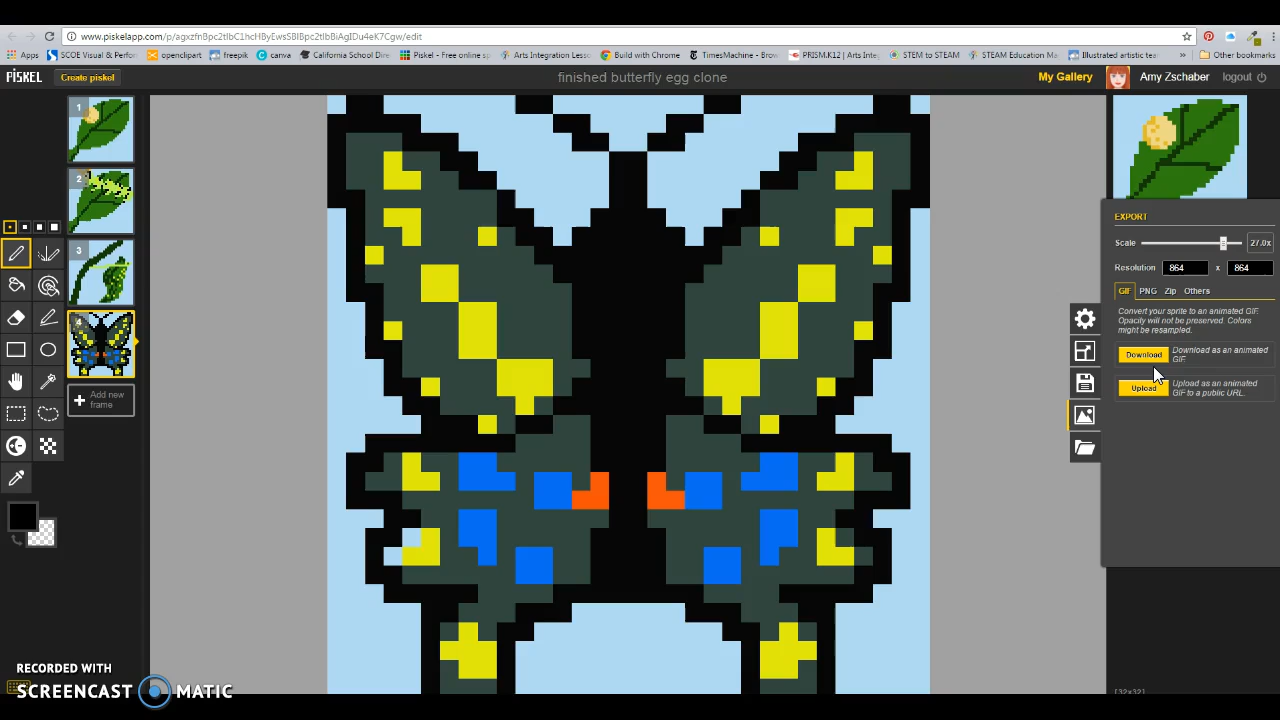 www.piskelapp.com/p/agxzfnBpc2tlbC1hcHByEwsSBlBpc2tlbBiAgIDu4eK7Cgw/edit
Apps SCOE Visual & Perfor openclipart freepik canva California School Dire Piskel - Free online sp Arts Integration Lesson Build with Chrome TimesMachine - Brow PRISM.K12 | Arts Inte STEM to STEAM STEAM Education Ma Illustrated artistic tea » Other bookmarks
PiSKEL Create piskel finished butterfly egg clone My Gallery Amy Zschaber logout
1
2
3
4
Add new
frame
EXPORT
Scale 27.0x
Resolution 864 x 864
GIF PNG Zip Others
Convert your sprite to an animated GIF.
Opacity will not be preserved. Colors
might be resampled.
Download Download as an animated
GIF.
Upload Upload as an animated
GIF to a public URL.
RECORDED WITH
SCREENCAST MATIC
[32x32]